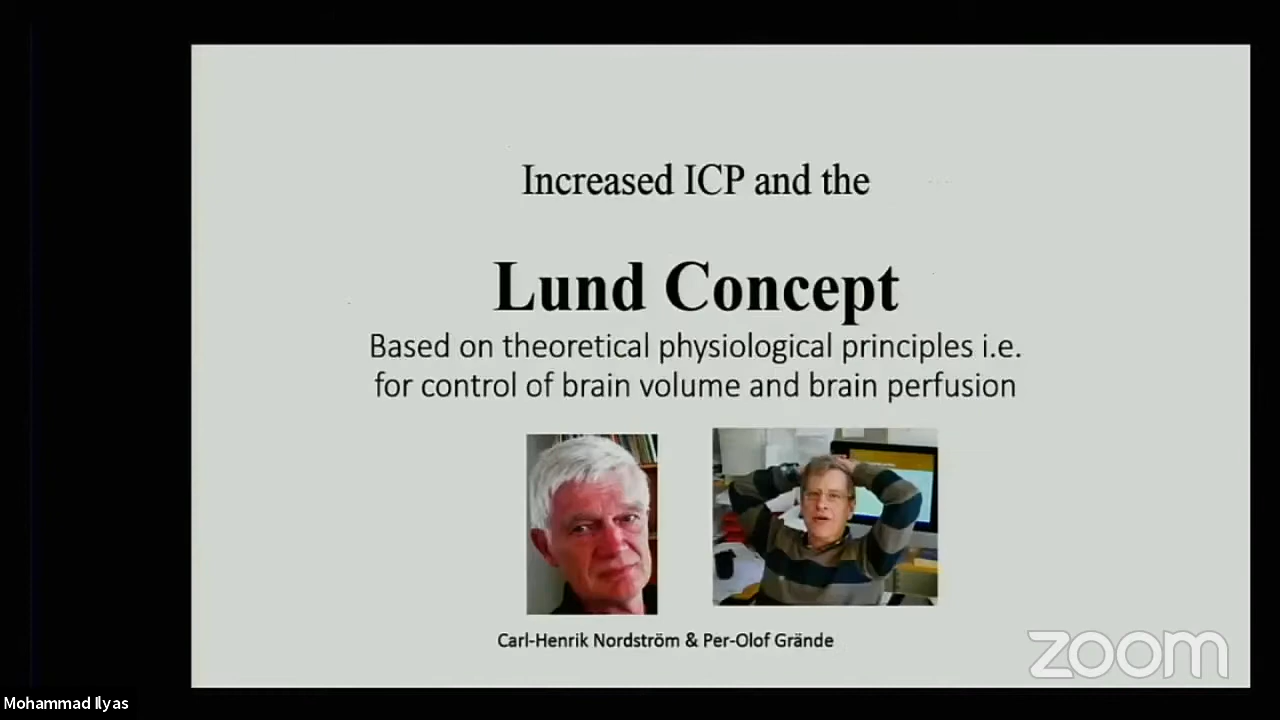 Increased ICP and the
Lund Concept
Based on theoretical physiological principles i.e.
for control of brain volume and brain perfusion
Carl-Henrik Nordström & Per-Olof Grände
zoom
Mohammad Ilyas